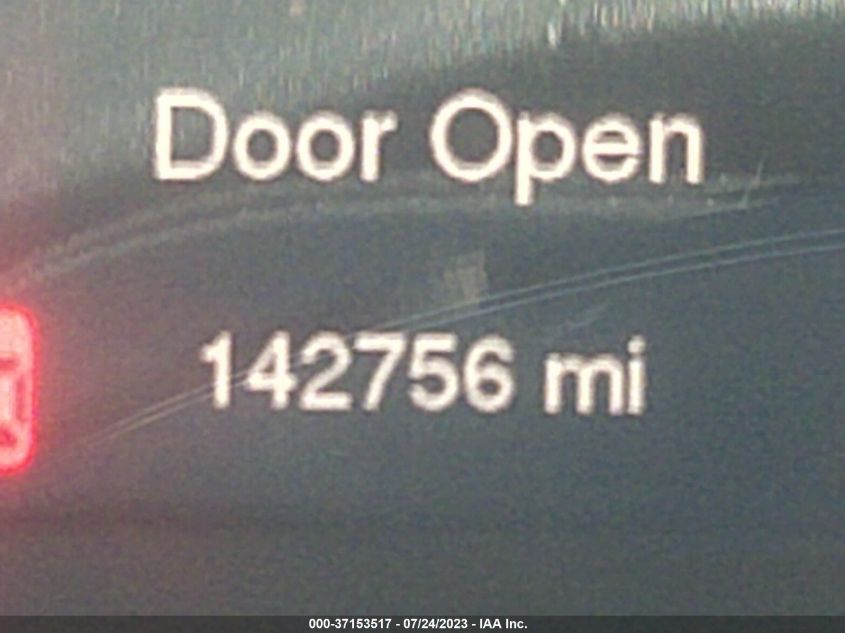 Door Open
142756 mi
000-37153517 - 07/24/2023 - IAA Inc.